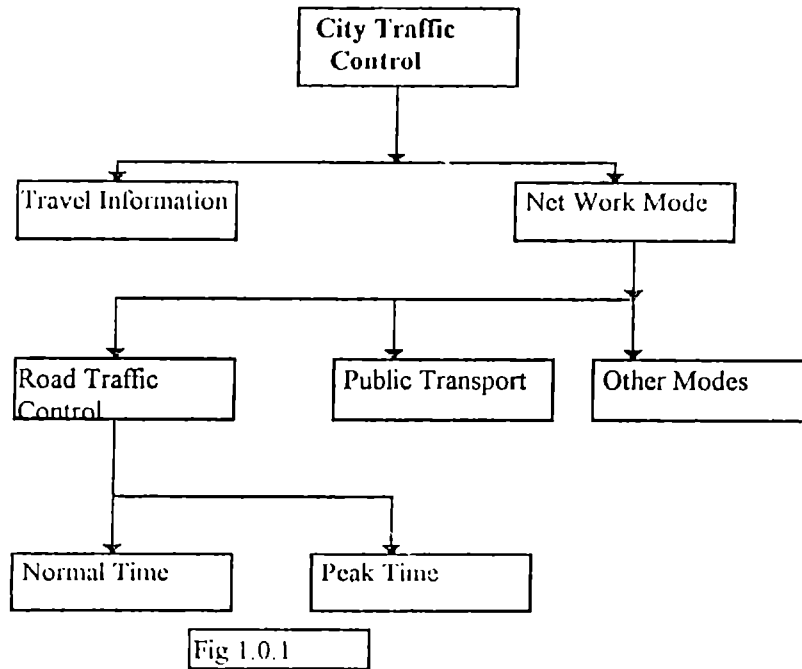 City Traffic
Control
Travel Information
Net Work Mode
Road Traffic
Control
Public Transport
Other Modes
Normal Time
Peak Time
Fig 1.0.1